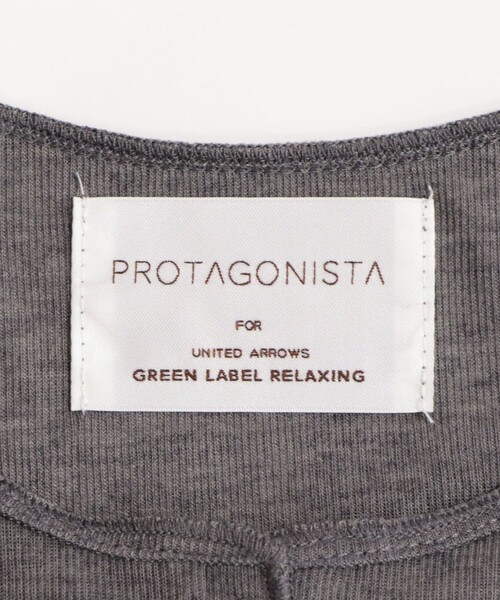 PROTAGONISTA
FOR
UNITED ARROWS
GREEN LABEL RELAXING